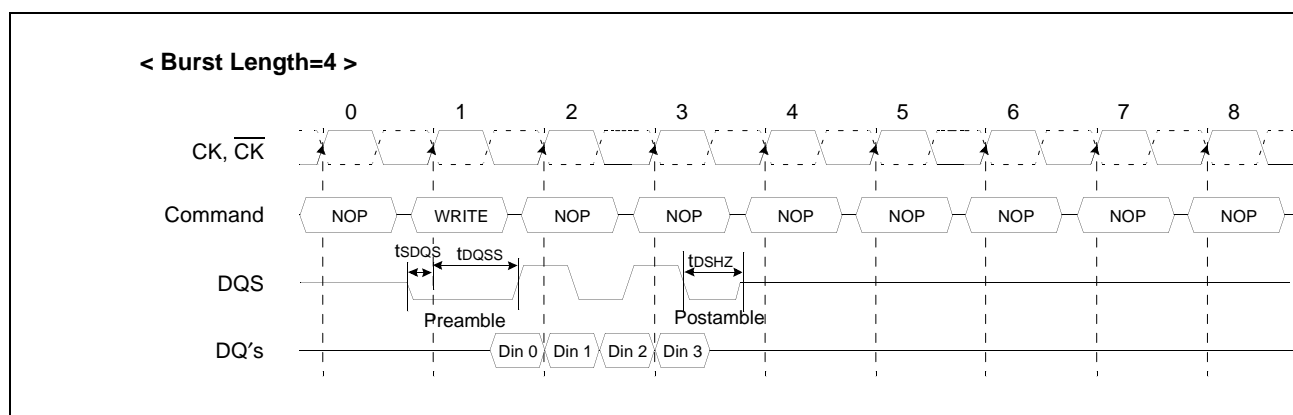 < Burst Length=4 >
0 1 2 3 4 5 6 7 8
CK, C̅K̅
Command NOP WRITE NOP NOP NOP NOP NOP NOP NOP
tSDQS tDQSS tDSHZ
DQS
Preamble Postamble
DQ′s Din 0 Din 1 Din 2 Din 3